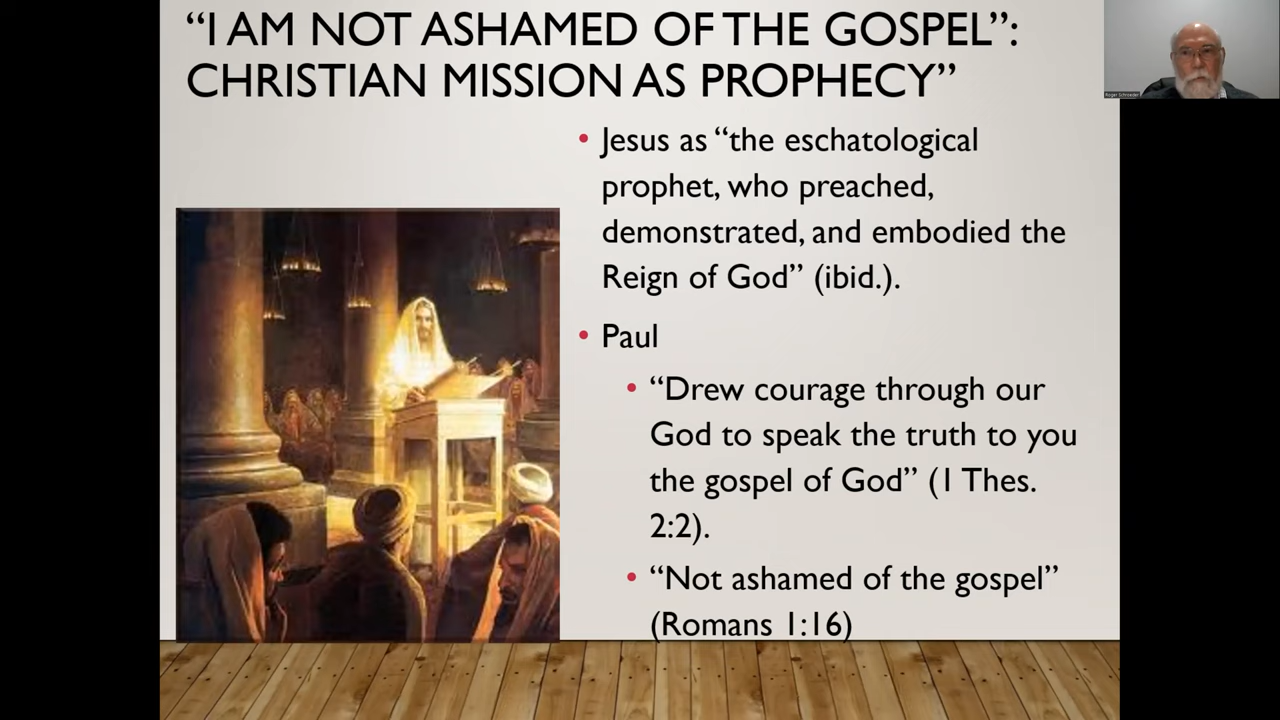 “I AM NOT ASHAMED OF THE GOSPEL”:
CHRISTIAN MISSION AS PROPHECY”
• Jesus as “the eschatological
prophet, who preached,
demonstrated, and embodied the
Reign of God” (ibid.).
• Paul
• “Drew courage through our
God to speak the truth to you
the gospel of God” (1 Thes.
2:2).
• “Not ashamed of the gospel”
(Romans 1:16)
Roger Schroeder